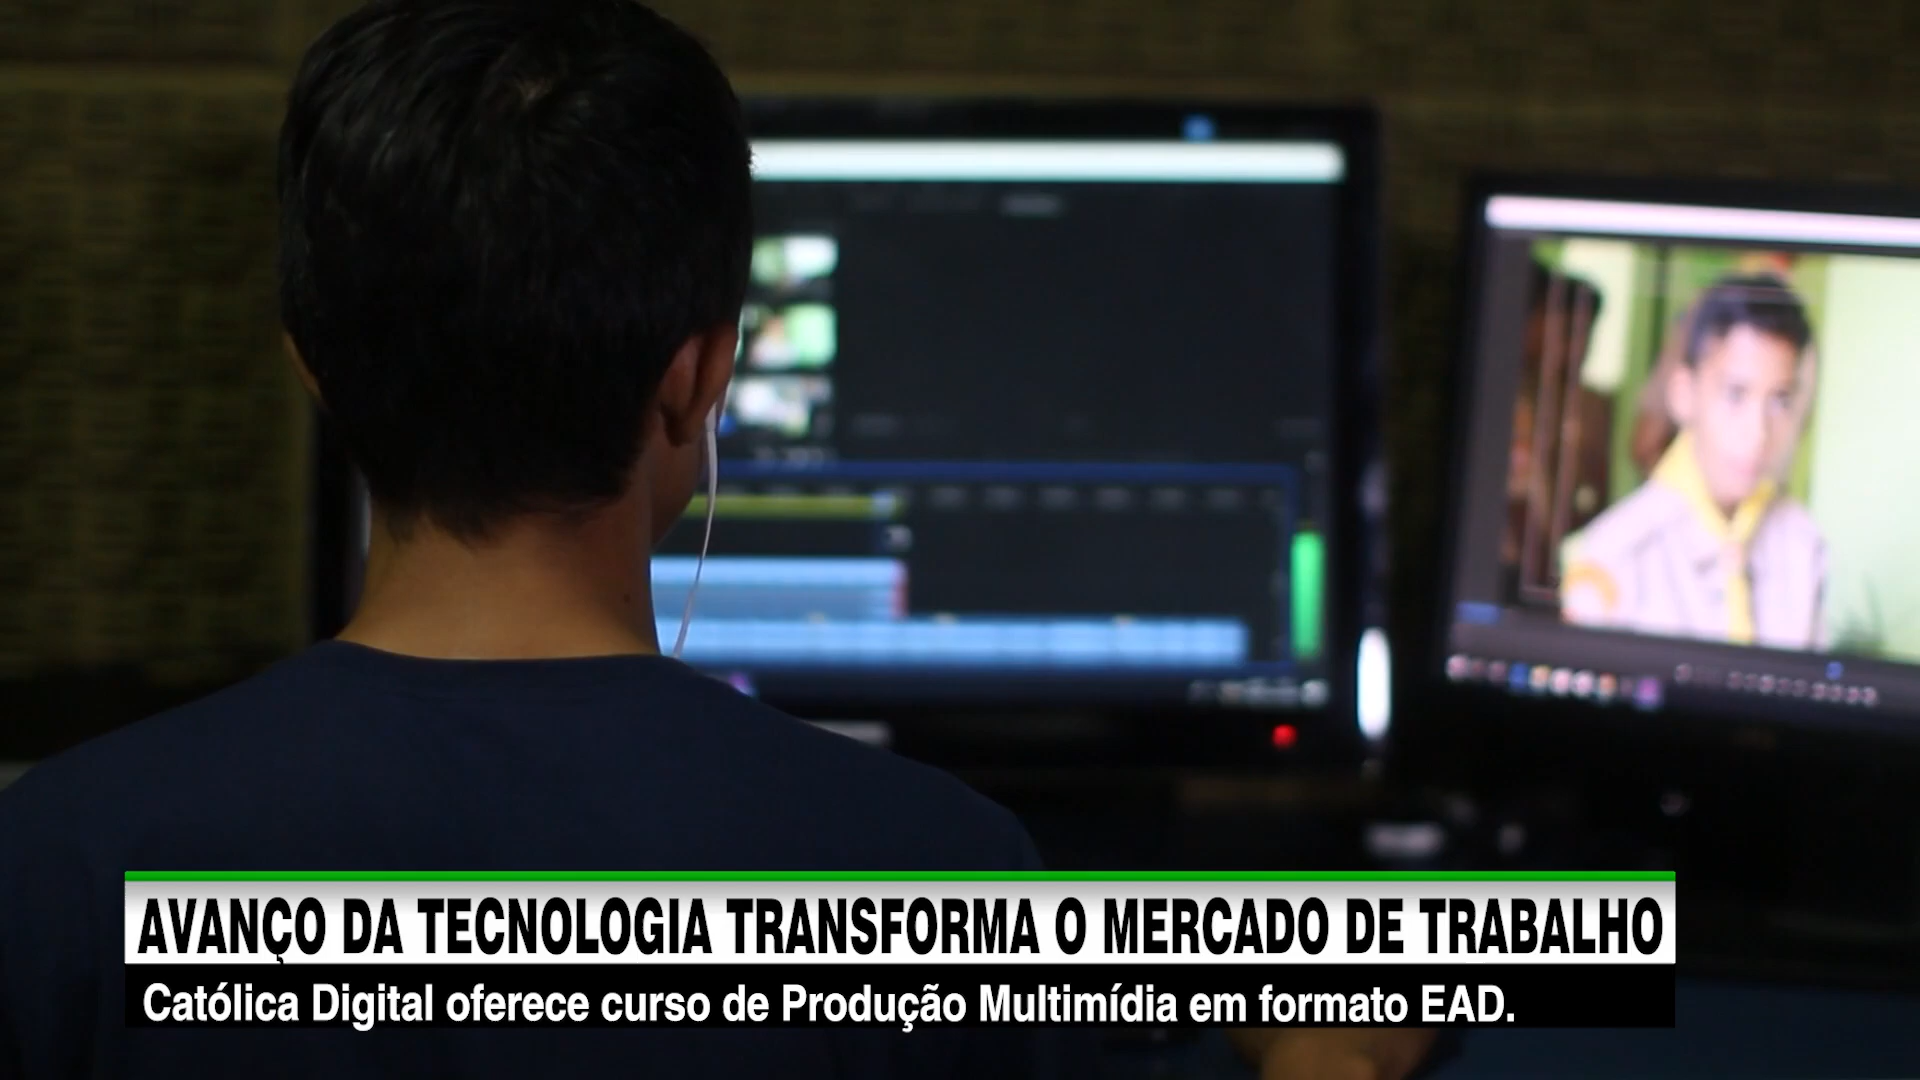 AVANÇO DA TECNOLOGIA TRANSFORMA O MERCADO DE TRABALHO
Católica Digital oferece curso de Produção Multimídia em formato EAD.